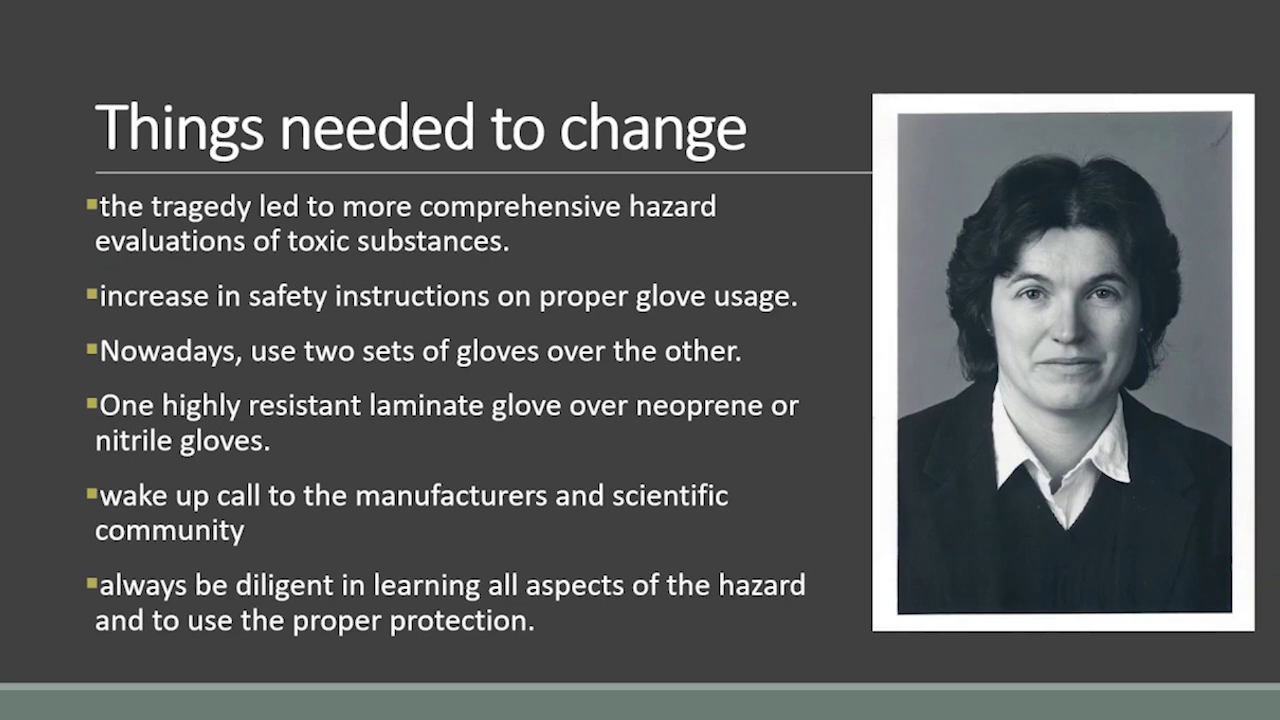 Things needed to change
▪the tragedy led to more comprehensive hazard
evaluations of toxic substances.
▪increase in safety instructions on proper glove usage.
▪Nowadays, use two sets of gloves over the other.
▪One highly resistant laminate glove over neoprene or
nitrile gloves.
▪wake up call to the manufacturers and scientific
community
▪always be diligent in learning all aspects of the hazard
and to use the proper protection.